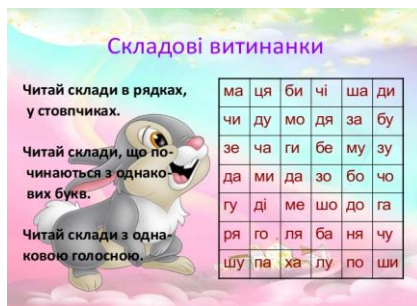 Складові витинанки
Читай склади в рядках,
у стовпчиках.
Читай склади, що по-
чинаються з однако-
вих букв.
Читай склади з одна-
ковою голосною.
ма ця би чі ша ди
чи ду мо дя за бу
зе ча ги бе му зу
да ми да зо бо чо
гу ді ме шо до га
ря го ля ба ня чу
шу па ха лу по ши